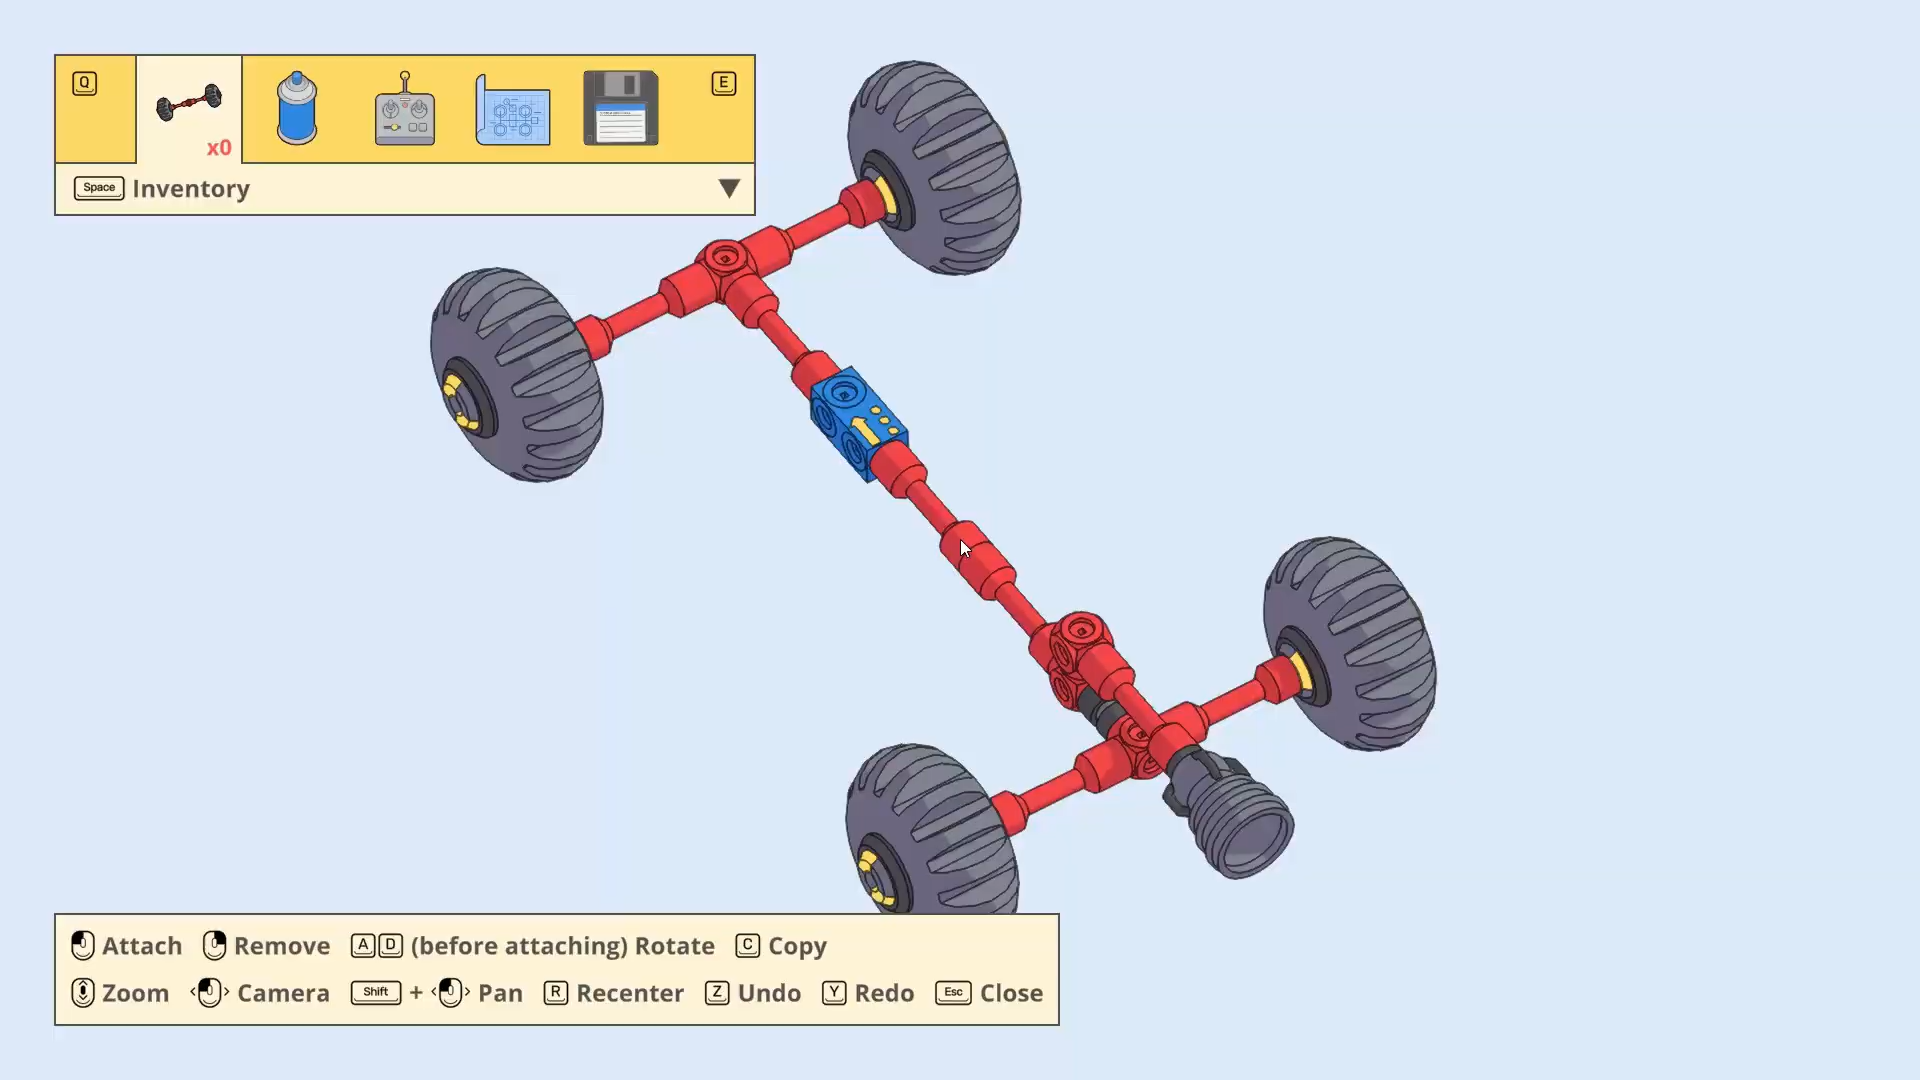 Q
E
x0
Space Inventory
Attach Remove A D (before attaching) Rotate C Copy
Zoom Camera Shift + Pan R Recenter Z Undo Y Redo Esc Close